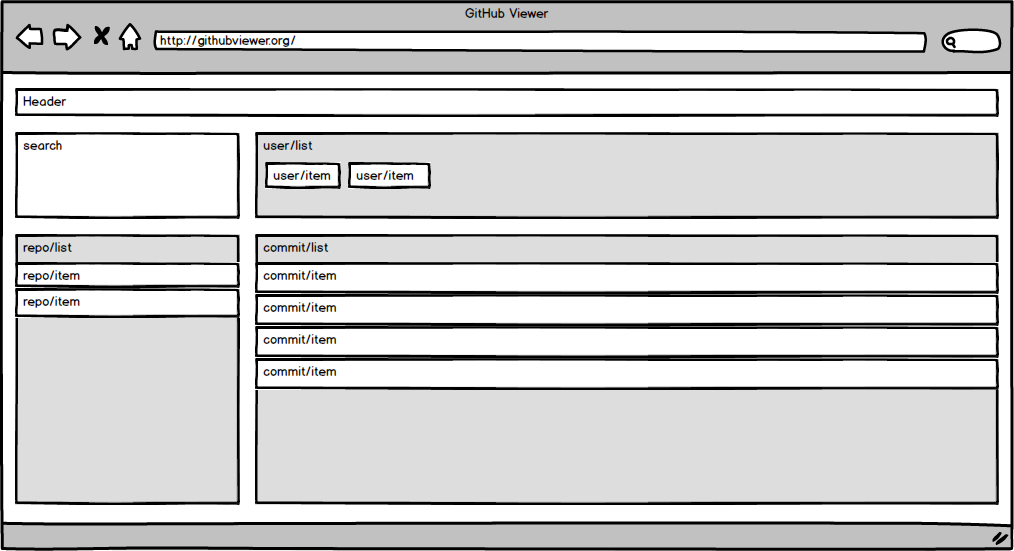 GitHub Viewer
http://githubviewer.org/
Header
search
user/list
user/item user/item
repo/list
repo/item
repo/item
commit/list
commit/item
commit/item
commit/item
commit/item